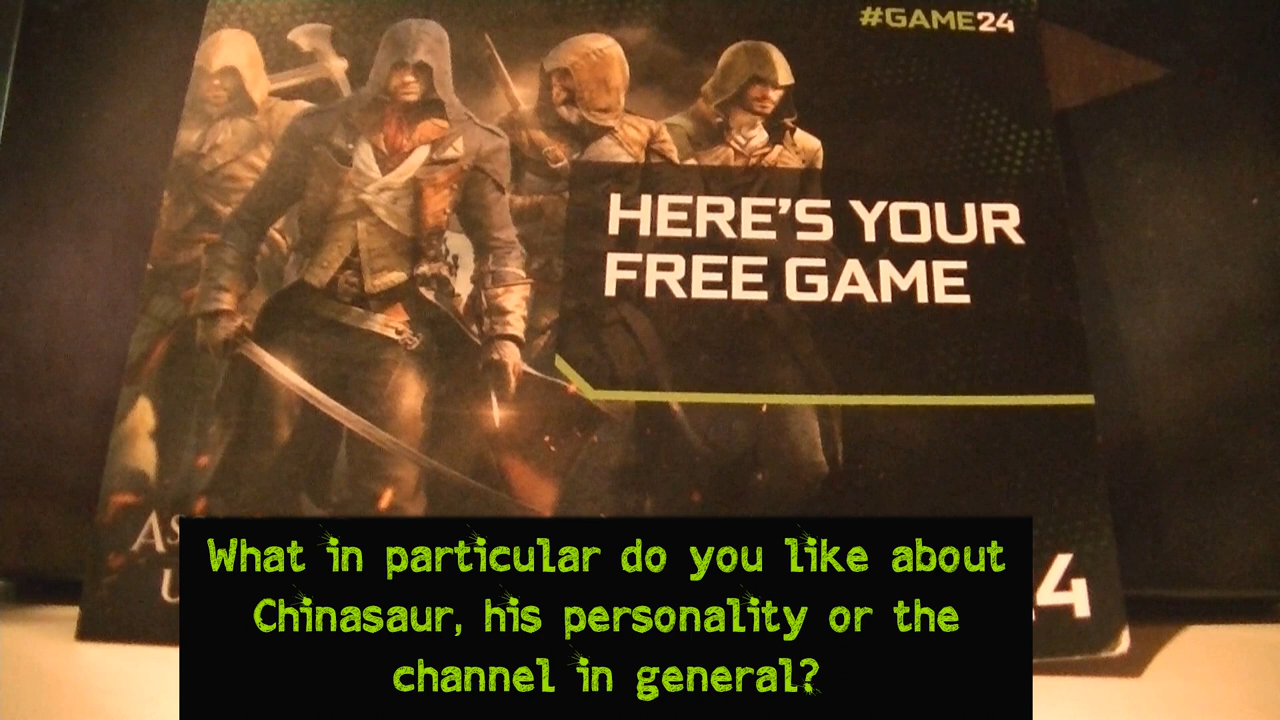 #GAME24
HERE'S YOUR
FREE GAME
What in particular do you like about
Chinasaur, his personality or the
channel in general?